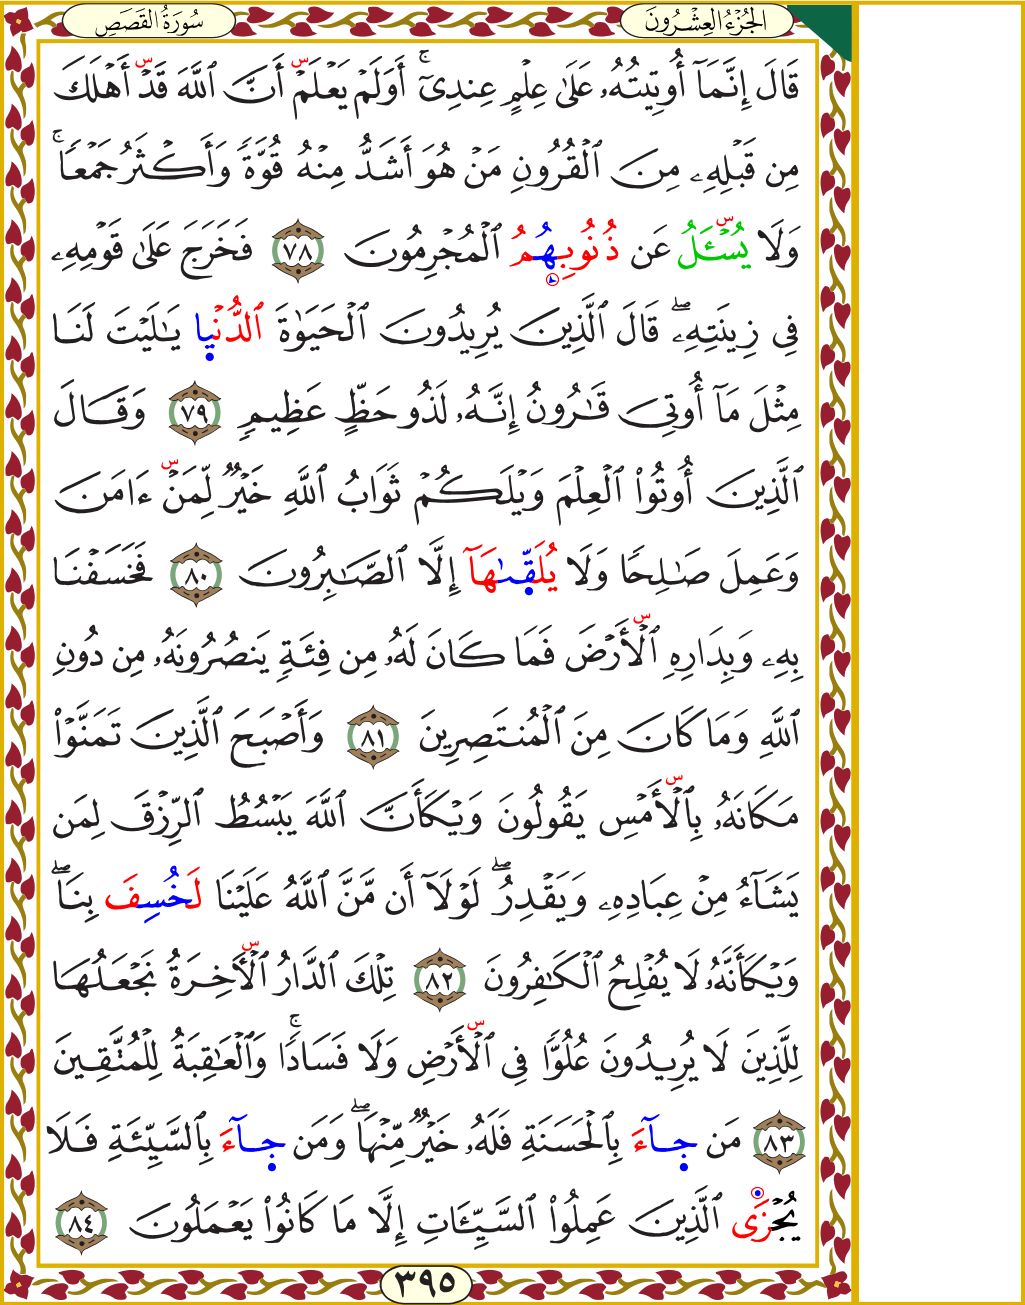 الجُزْءُ العِشْرُونَ
سُورَةُ القَصَصِ
قَالَ إِنَّمَآ أُوتِيتُهُۥ عَلَىٰ عِلْمٍ عِندِىٓۚ أَوَلَمْ يَعْلَمْ أَنَّ ٱللَّهَ قَدْ أَهْلَكَ
مِن قَبْلِهِۦ مِنَ ٱلْقُرُونِ مَنْ هُوَ أَشَدُّ مِنْهُ قُوَّةً وَأَكْثَرُ جَمْعًاۚ
وَلَا يُسْـَٔلُ عَن ذُنُوبِهِمُ ٱلْمُجْرِمُونَ ٧٨ فَخَرَجَ عَلَىٰ قَوْمِهِۦ
فِى زِينَتِهِۦۖ قَالَ ٱلَّذِينَ يُرِيدُونَ ٱلْحَيَوٰةَ ٱلدُّنْيَا يَـٰلَيْتَ لَنَا
مِثْلَ مَآ أُوتِىَ قَـٰرُونُ إِنَّهُۥ لَذُو حَظٍّ عَظِيمٍ ٧٩ وَقَالَ
ٱلَّذِينَ أُوتُوا۟ ٱلْعِلْمَ وَيْلَكُمْ ثَوَابُ ٱللَّهِ خَيْرٌ لِّمَنْ ءَامَنَ
وَعَمِلَ صَـٰلِحًا وَلَا يُلَقَّىٰهَآ إِلَّا ٱلصَّـٰبِرُونَ ٨٠ فَخَسَفْنَا
بِهِۦ وَبِدَارِهِ ٱلْأَرْضَ فَمَا كَانَ لَهُۥ مِن فِئَةٍ يَنصُرُونَهُۥ مِن دُونِ
ٱللَّهِ وَمَا كَانَ مِنَ ٱلْمُنتَصِرِينَ ٨١ وَأَصْبَحَ ٱلَّذِينَ تَمَنَّوْا۟
مَكَانَهُۥ بِٱلْأَمْسِ يَقُولُونَ وَيْكَأَنَّ ٱللَّهَ يَبْسُطُ ٱلرِّزْقَ لِمَن
يَشَآءُ مِنْ عِبَادِهِۦ وَيَقْدِرُۖ لَوْلَآ أَن مَّنَّ ٱللَّهُ عَلَيْنَا لَخُسِفَ بِنَاۖ
وَيْكَأَنَّهُۥ لَا يُفْلِحُ ٱلْكَـٰفِرُونَ ٨٢ تِلْكَ ٱلدَّارُ ٱلْـَٔاخِرَةُ نَجْعَلُهَا
لِلَّذِينَ لَا يُرِيدُونَ عُلُوًّا فِى ٱلْأَرْضِ وَلَا فَسَادًاۚ وَٱلْعَـٰقِبَةُ لِلْمُتَّقِينَ
٨٣ مَن جَآءَ بِٱلْحَسَنَةِ فَلَهُۥ خَيْرٌ مِّنْهَاۖ وَمَن جَآءَ بِٱلسَّيِّئَةِ فَلَا
يُجْزَى ٱلَّذِينَ عَمِلُوا۟ ٱلسَّيِّـَٔاتِ إِلَّا مَا كَانُوا۟ يَعْمَلُونَ ٨٤
٣٩٥